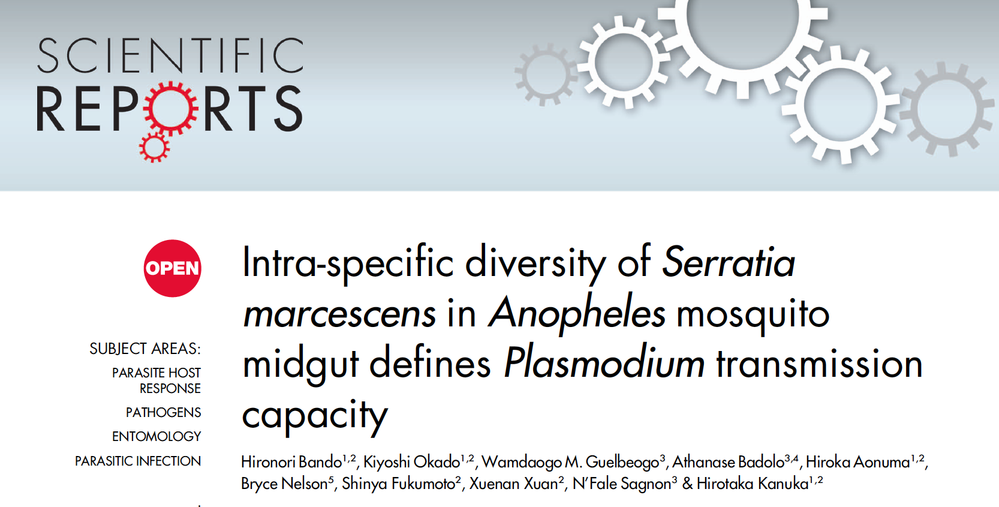 SCIENTIFIC
REPORTS
OPEN
SUBJECT AREAS:
PARASITE HOST
RESPONSE
PATHOGENS
ENTOMOLOGY
PARASITIC INFECTION
Intra-specific diversity of Serratia
marcescens in Anopheles mosquito
midgut defines Plasmodium transmission
capacity
Hironori Bando1,2, Kiyoshi Okado1,2, Wamdaogo M. Guelbeogo3, Athanase Badolo3,4, Hiroka Aonuma1,2,
Bryce Nelson5, Shinya Fukumoto2, Xuenan Xuan2, N'Fale Sagnon3 & Hirotaka Kanuka1,2